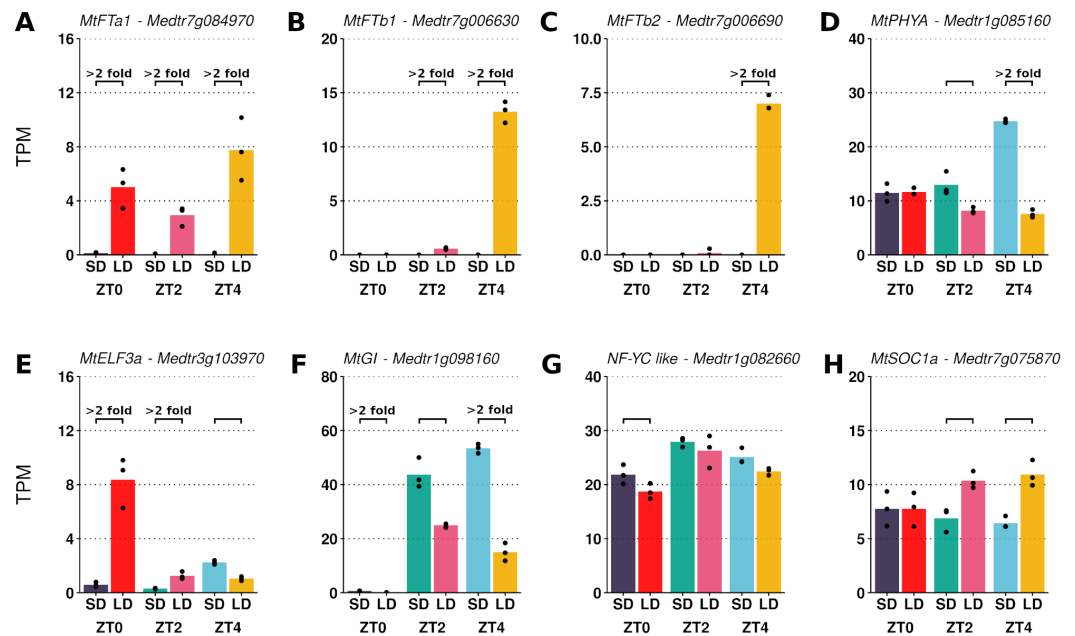 A MtFTa1 - Medtr7g084970
B MtFTb1 - Medtr7g006630
C MtFTb2 - Medtr7g006690
D MtPHYA - Medtr1g085160
TPM
16
12
8
4
0
>2 fold >2 fold >2 fold
SD LD SD LD SD LD
ZT0 ZT2 ZT4
20
15
10
5
0
>2 fold >2 fold
SD LD SD LD SD LD
ZT0 ZT2 ZT4
10.0
7.5
5.0
2.5
0.0
>2 fold
SD LD SD LD SD LD
ZT0 ZT2 ZT4
40
30
20
10
0
>2 fold
SD LD SD LD SD LD
ZT0 ZT2 ZT4
E MtELF3a - Medtr3g103970
F MtGI - Medtr1g098160
G NF-YC like - Medtr1g082660
H MtSOC1a - Medtr7g075870
TPM
16
12
8
4
0
>2 fold >2 fold
SD LD SD LD SD LD
ZT0 ZT2 ZT4
80
60
40
20
0
>2 fold >2 fold
SD LD SD LD SD LD
ZT0 ZT2 ZT4
40
30
20
10
0
SD LD SD LD SD LD
ZT0 ZT2 ZT4
20
15
10
5
0
SD LD SD LD SD LD
ZT0 ZT2 ZT4